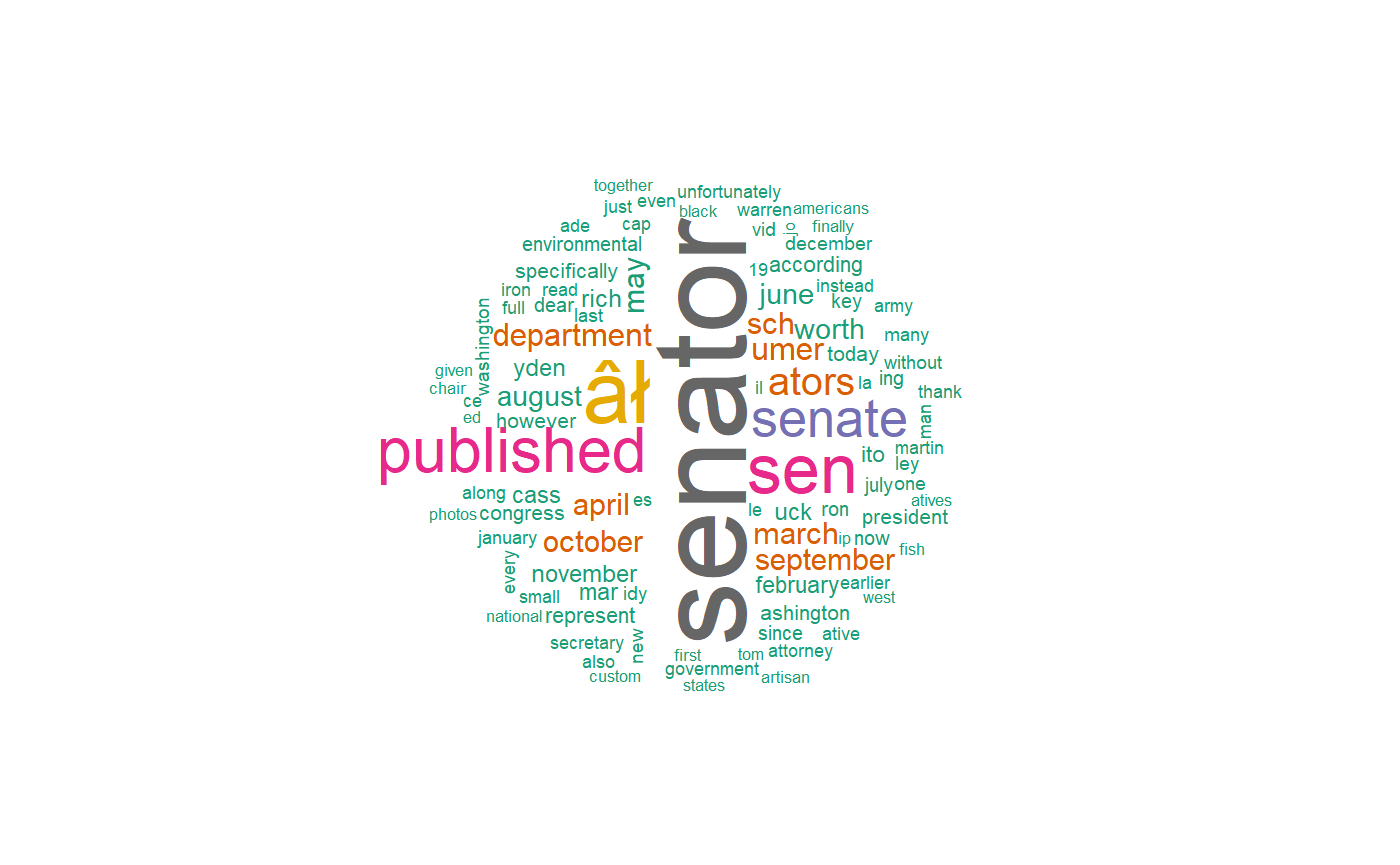 together
unfortunately
just
even
black
warren
americans
ade
cap
vid
으
finally
environmental
december
specifically
may
19
according
iron
read
rich
june
instead
full
dear
last
key
army
washington
department
senator
sch
worth
many
umer
today
without
given
yden
chair
âł
il
ators
la
ing
thank
ce
august
ed
however
senate
man
published
sen
ito
martin
ley
july
one
along
cass
april
es
atives
photos
congress
le
uck
ron
president
january
october
march
ip
now
september
fish
every
november
february
earlier
small
mar
idy
west
national
represent
ashington
secretary
new
since
ative
also
first
tom
attorney
custom
government
artisan
states